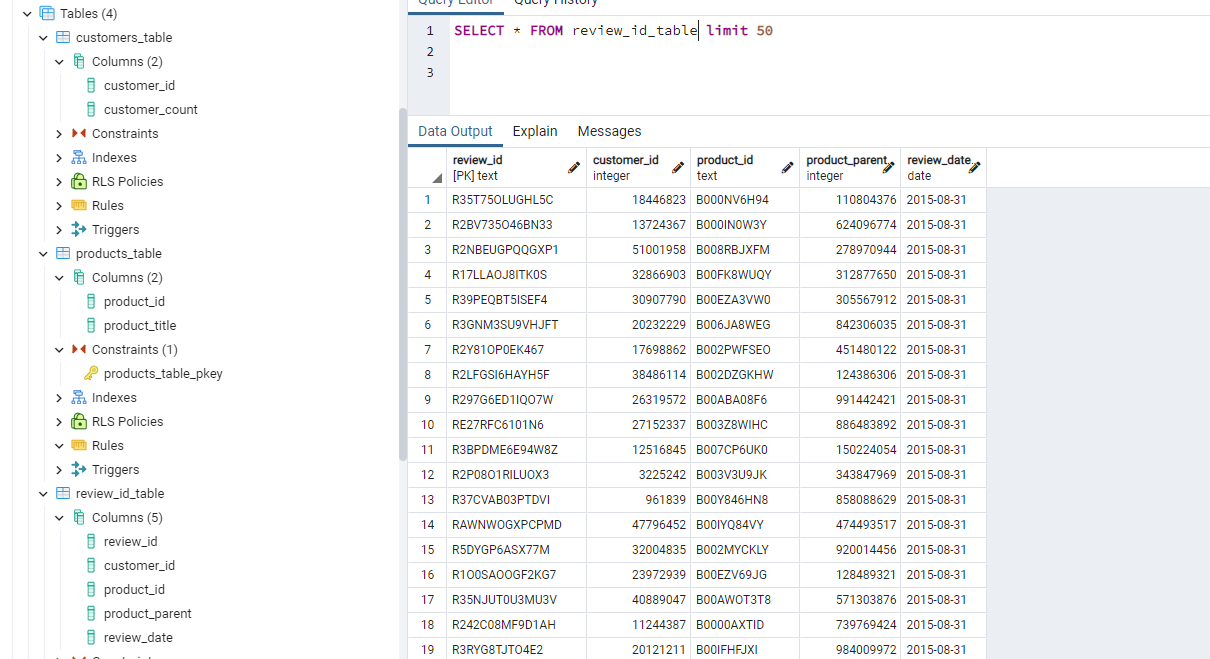 Tables (4)
customers_table
Columns (2)
customer_id
customer_count
Constraints
Indexes
RLS Policies
Rules
Triggers
products_table
Columns (2)
product_id
product_title
Constraints (1)
products_table_pkey
Indexes
RLS Policies
Rules
Triggers
review_id_table
Columns (5)
review_id
customer_id
product_id
product_parent
review_date
Query Editor Query History
1 SELECT * FROM review_id_table limit 50
2
3
Data Output Explain Messages
review_id customer_id product_id product_parent review_date
[PK] text integer text integer date
1 R35T75OLUGHL5C 18446823 B000NV6H94 110804376 2015-08-31
2 R2BV735O46BN33 13724367 B000IN0W3Y 624096774 2015-08-31
3 R2NBEUGPQQGXP1 51001958 B008RBJXFM 278970944 2015-08-31
4 R17LLAOJ8ITK0S 32866903 B00FK8WUQY 312877650 2015-08-31
5 R39PEQBT5ISEF4 30907790 B00EZA3VW0 305567912 2015-08-31
6 R3GNM3SU9VHJFT 20232229 B006JA8WEG 842306035 2015-08-31
7 R2Y81OP0EK467 17698862 B002PWFSEO 451480122 2015-08-31
8 R2LFGSI6HAYH5F 38486114 B002DZGKHW 124386306 2015-08-31
9 R297G6ED1IQO7W 26319572 B00ABA08F6 991442421 2015-08-31
10 RE27RFC6101N6 27152337 B003Z8WIHC 886483892 2015-08-31
11 R3BPDME6E94W8Z 12516845 B007CP6UK0 150224054 2015-08-31
12 R2P08O1RILUOX3 3225242 B003V3U9JK 343847969 2015-08-31
13 R37CVAB03PTDVI 961839 B00Y846HN8 858088629 2015-08-31
14 RAWNWOGXPCPMD 47796452 B00IYQ84VY 474493517 2015-08-31
15 R5DYGP6ASX77M 32004835 B002MYCKLY 920014456 2015-08-31
16 R1O0SAOOGF2KG7 23972939 B00EZV69JG 128489321 2015-08-31
17 R35NJUT0U3MU3V 40889047 B00AWOT3T8 571303876 2015-08-31
18 R242C08MF9D1AH 11244387 B0000AXTID 739769424 2015-08-31
19 R3RYG8TJTO4E2 20121211 B00IFHFJXI 984009972 2015-08-31